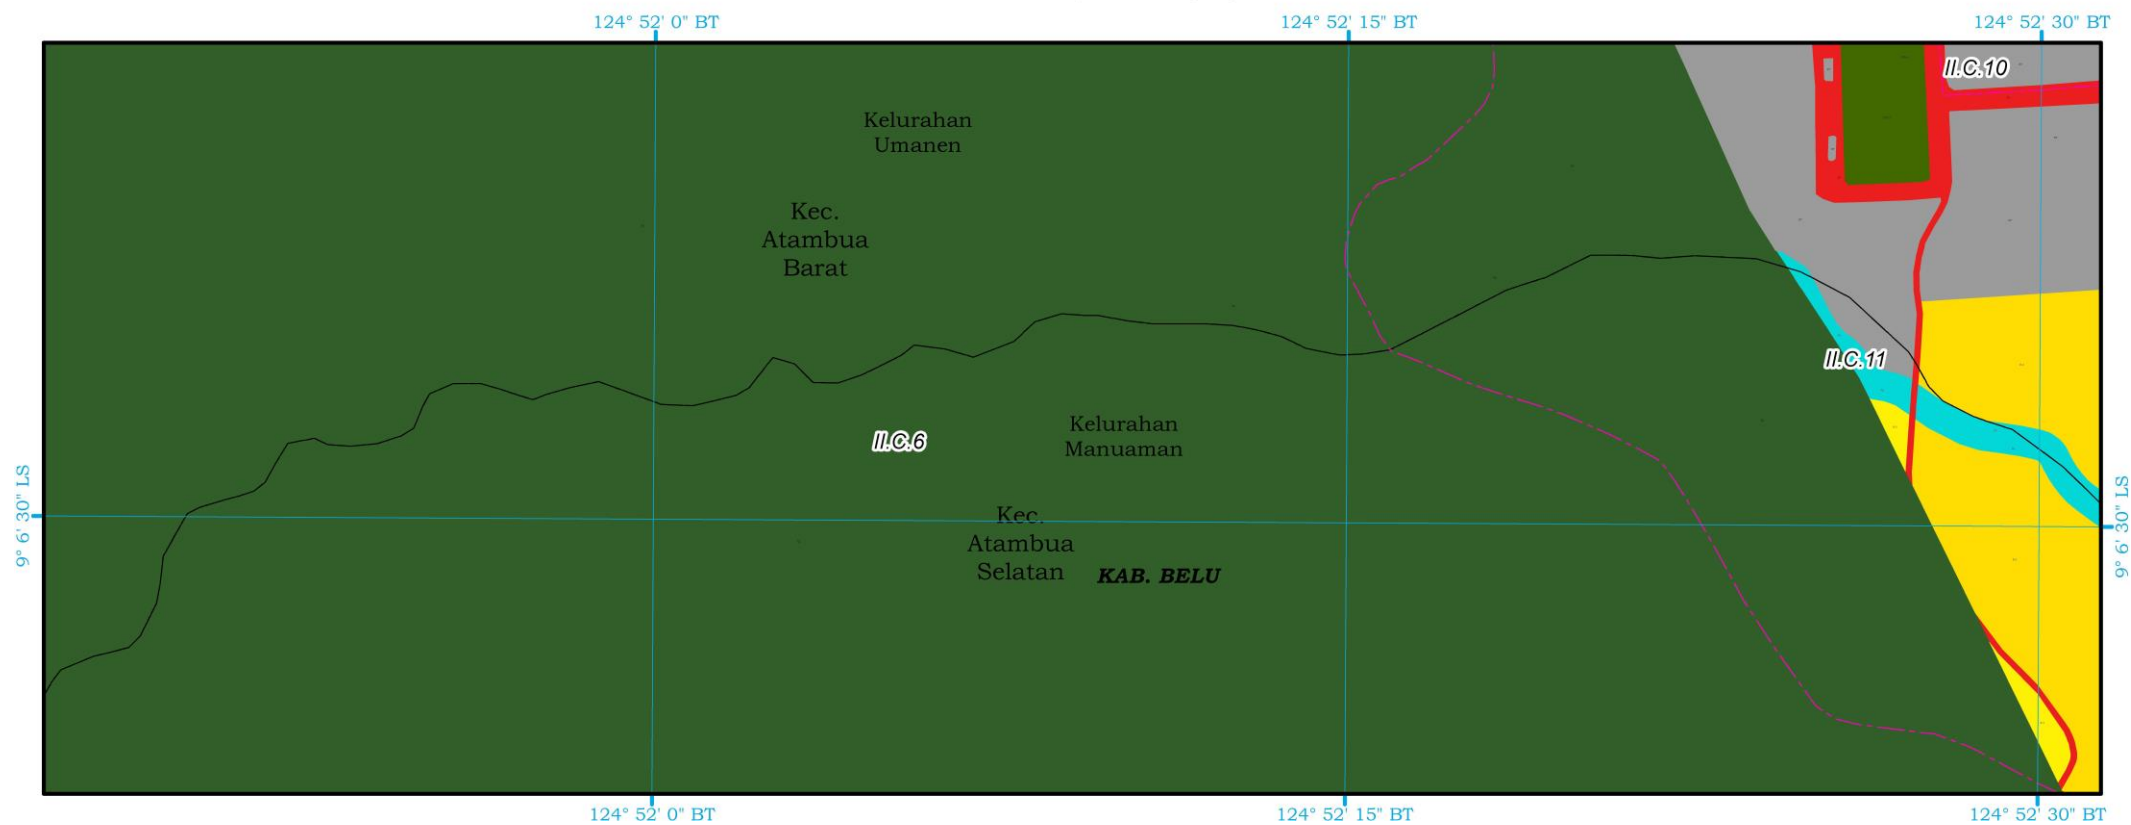 124° 52' 0" BT
124° 52' 15" BT
124° 52' 30" BT
II.C.10
Kelurahan
Umanen
Kec.
Atambua
Barat
II.C.11
Kelurahan
Manuaman
II.C.6
9° 6' 30" LS
9° 6' 30" LS
Kec.
Atambua
Selatan
KAB. BELU
124° 52' 0" BT
124° 52' 15" BT
124° 52' 30" BT